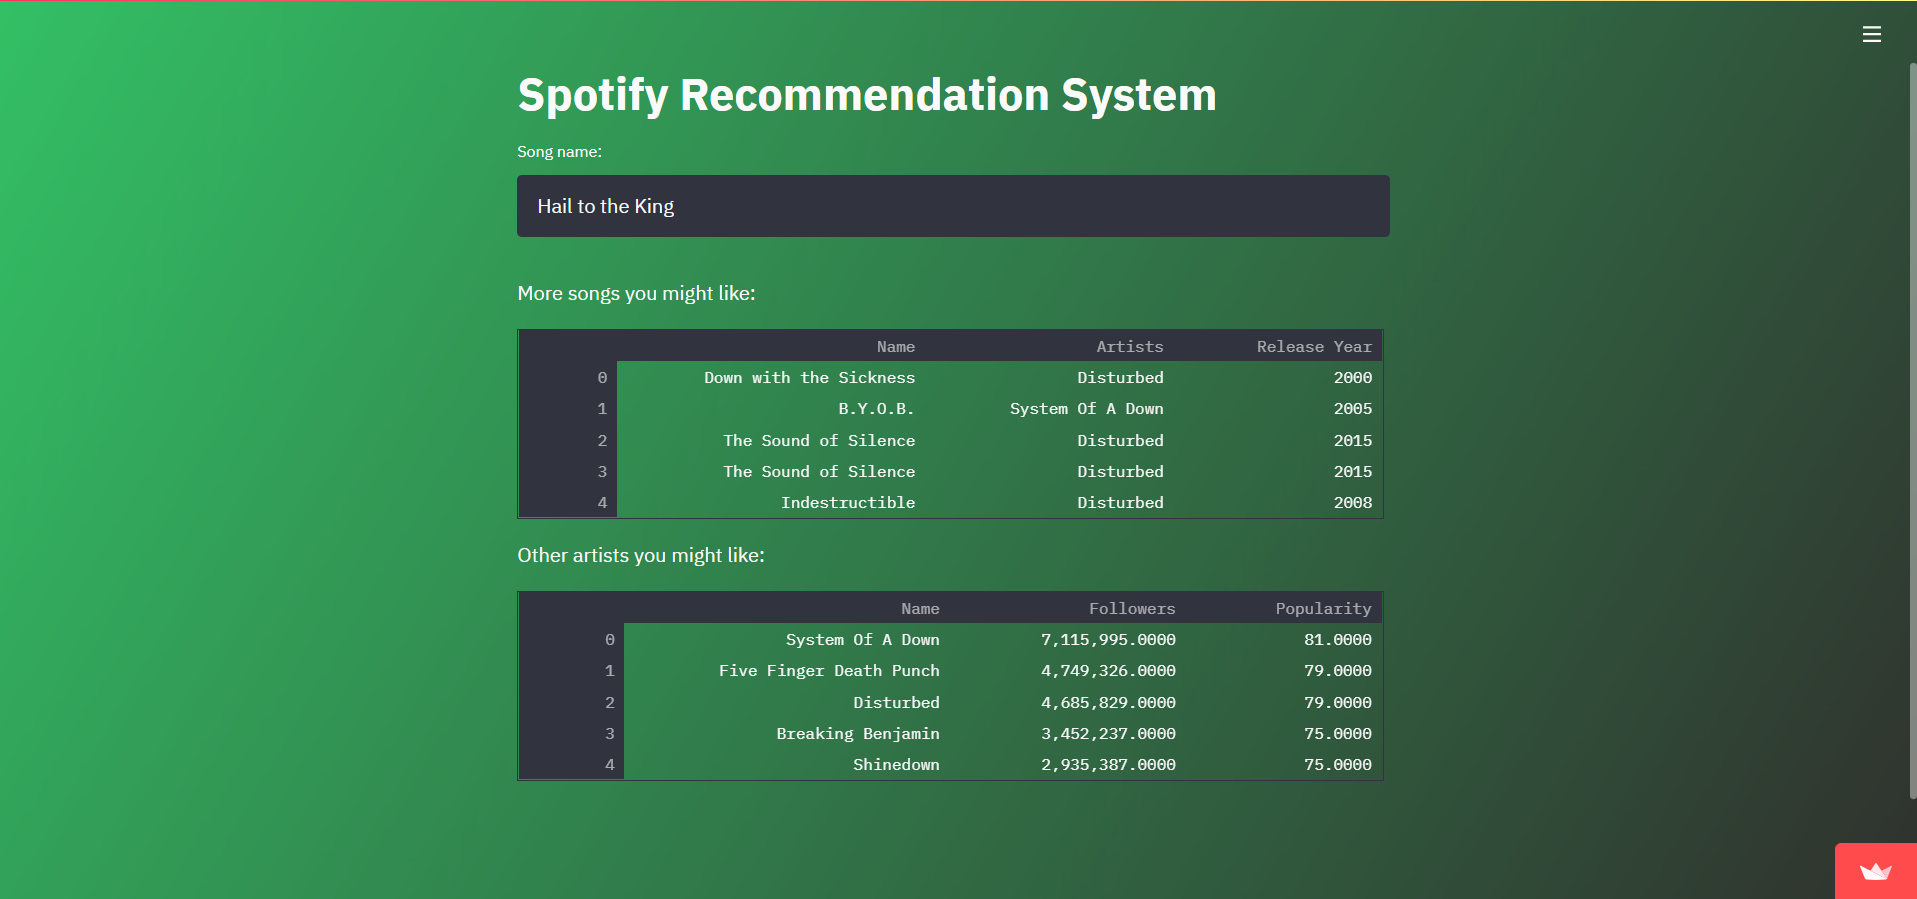 Spotify Recommendation System
Song name:
Hail to the King
More songs you might like:
Name Artists Release Year
0 Down with the Sickness Disturbed 2000
1 B.Y.O.B. System Of A Down 2005
2 The Sound of Silence Disturbed 2015
3 The Sound of Silence Disturbed 2015
4 Indestructible Disturbed 2008
Other artists you might like:
Name Followers Popularity
0 System Of A Down 7,115,995.0000 81.0000
1 Five Finger Death Punch 4,749,326.0000 79.0000
2 Disturbed 4,685,829.0000 79.0000
3 Breaking Benjamin 3,452,237.0000 75.0000
4 Shinedown 2,935,387.0000 75.0000